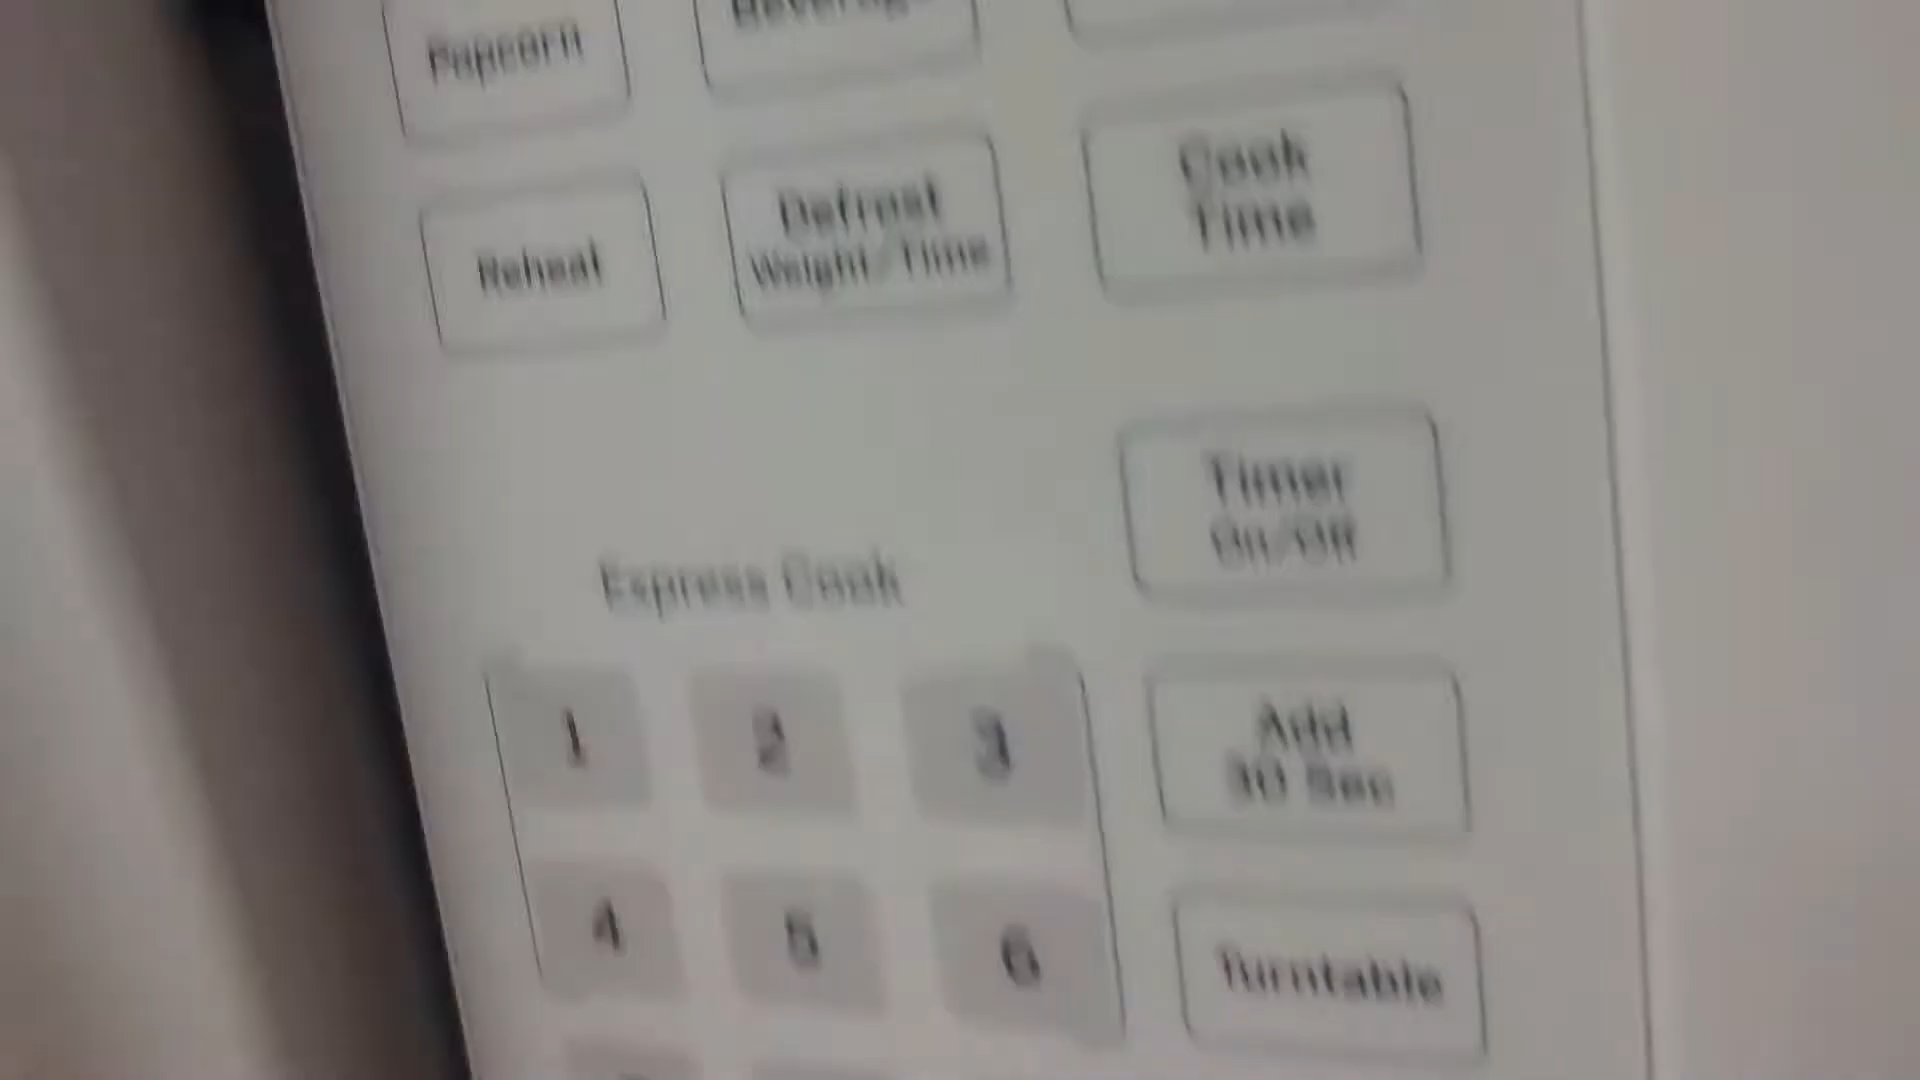 Popcorn
Beverage
Reheat
Defrost
Weight/Time
Cook
Time
Timer
On/Off
Express Cook
1 2 3
Add
30 Sec
4 5 6
Turntable